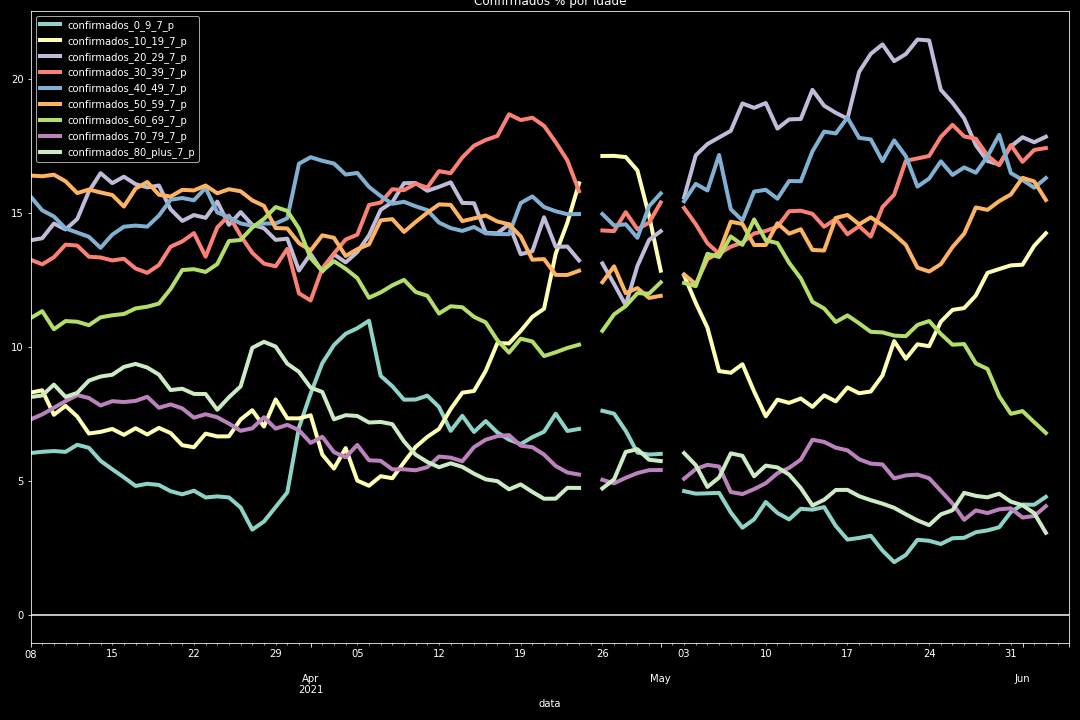 Confirmados % por idade
confirmados_0_9_7_p
confirmados_10_19_7_p
confirmados_20_29_7_p
confirmados_30_39_7_p
confirmados_40_49_7_p
confirmados_50_59_7_p
confirmados_60_69_7_p
confirmados_70_79_7_p
confirmados_80_plus_7_p
20
15
10
5
0
08 15 22 29 05 12 19 26 03 10 17 24 31
Apr May Jun
2021
data